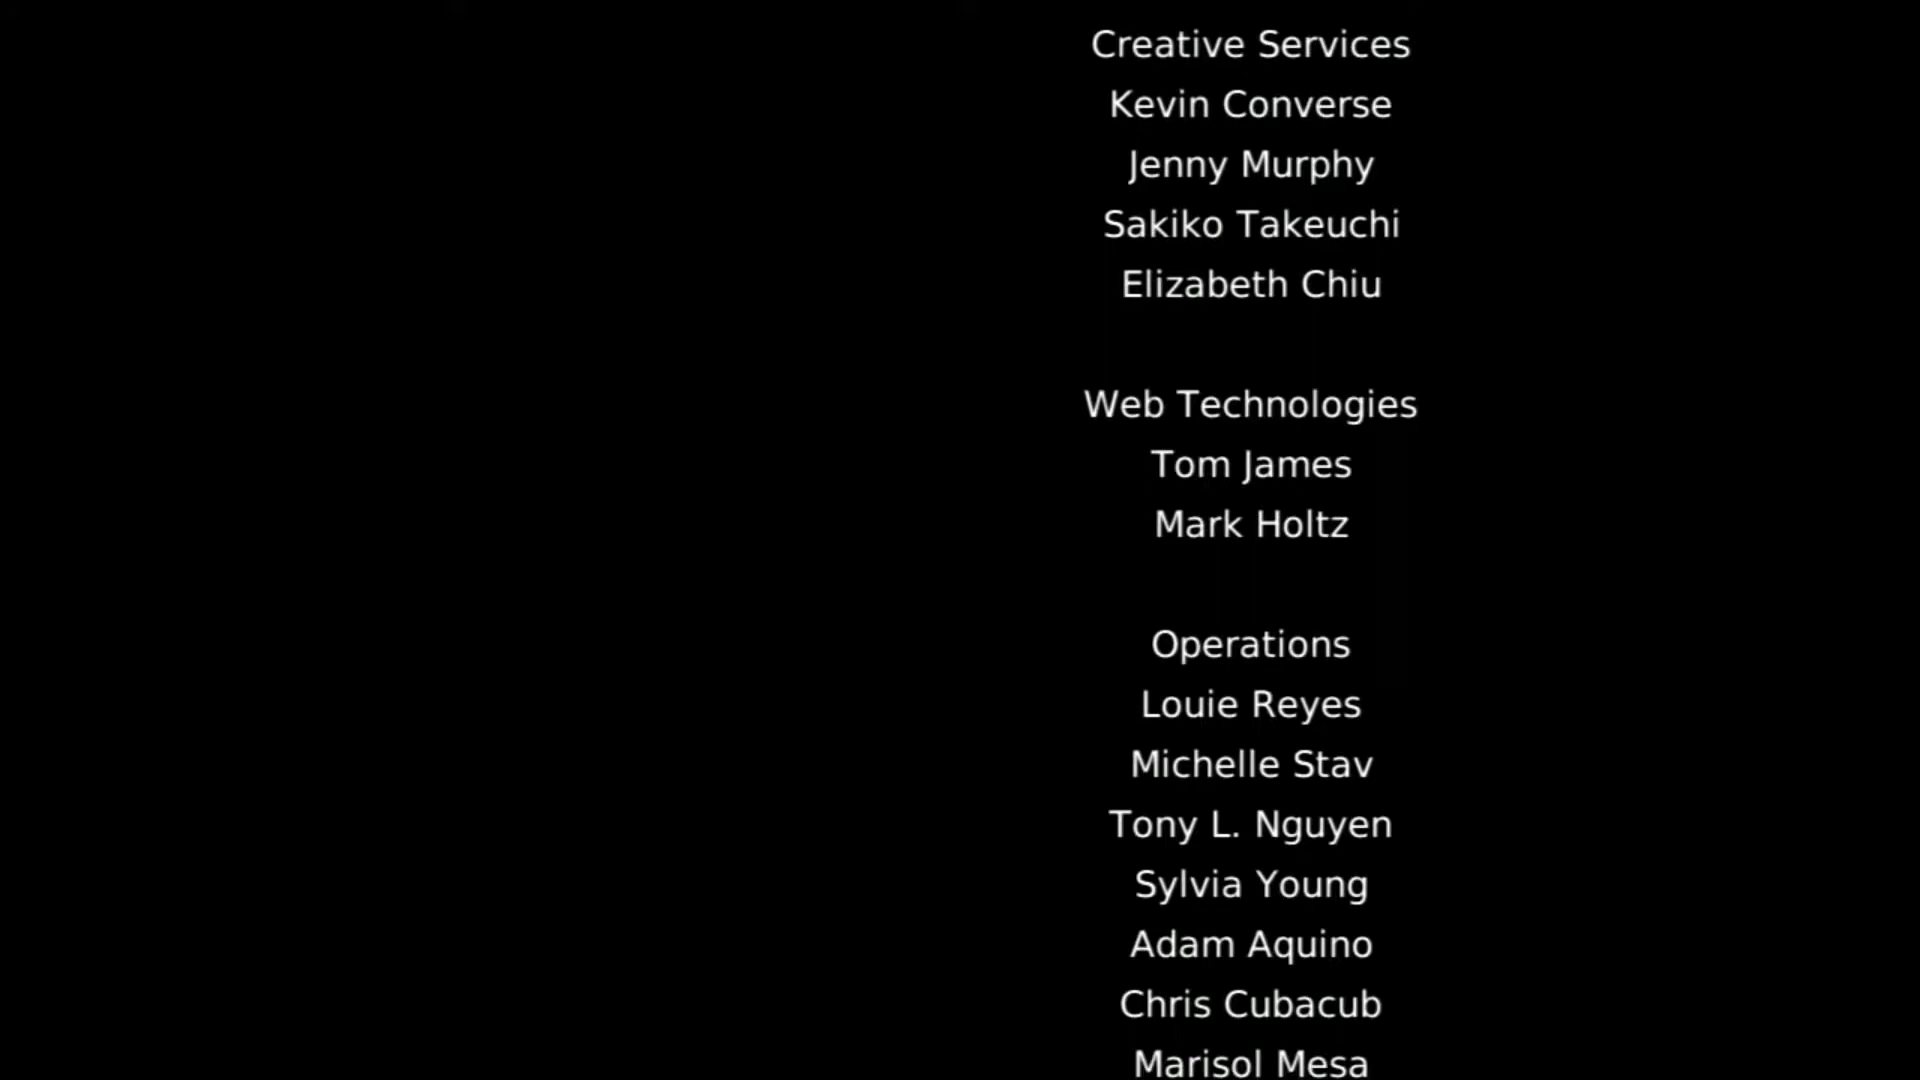 Creative Services
Kevin Converse
Jenny Murphy
Sakiko Takeuchi
Elizabeth Chiu
Web Technologies
Tom James
Mark Holtz
Operations
Louie Reyes
Michelle Stav
Tony L. Nguyen
Sylvia Young
Adam Aquino
Chris Cubacub
Marisol Mesa